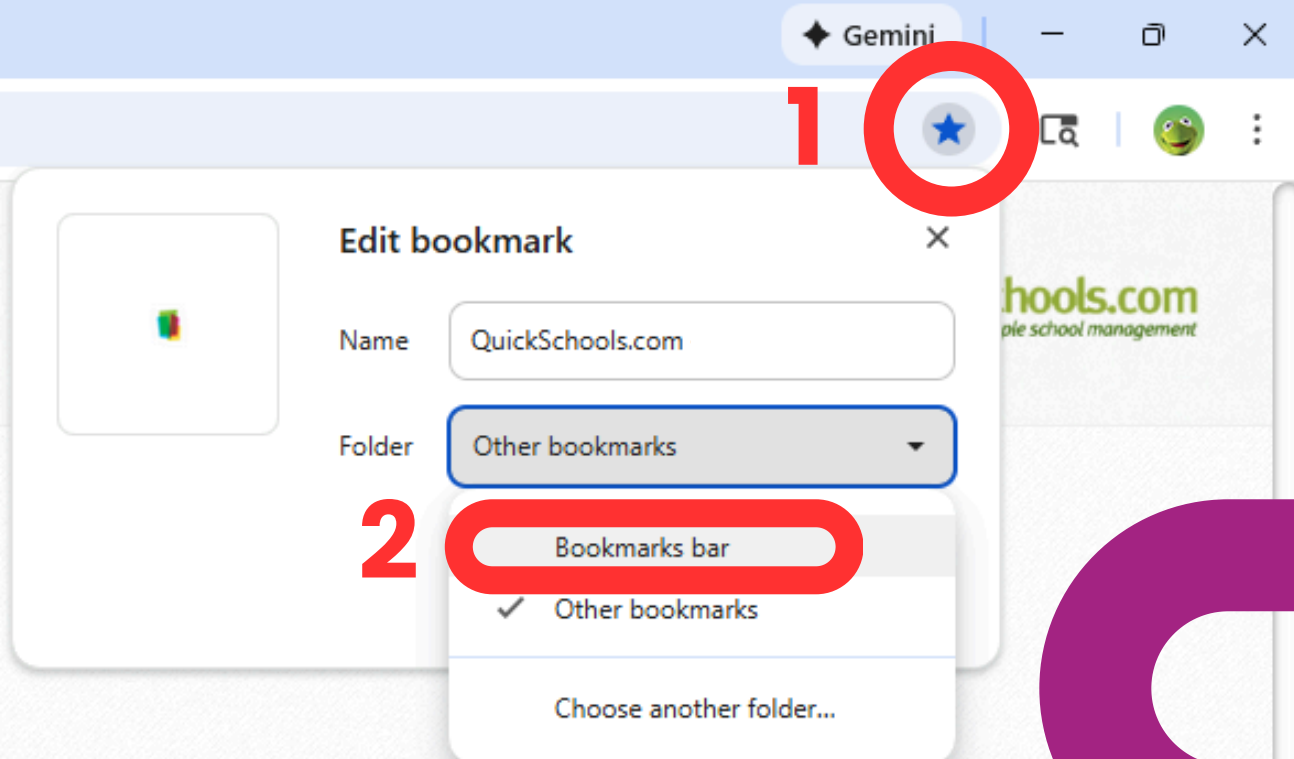 Gemini
1
Edit bookmark
hools.com
ple school management
Name QuickSchools.com
Folder Other bookmarks
2
Bookmarks bar
Other bookmarks
Choose another folder...